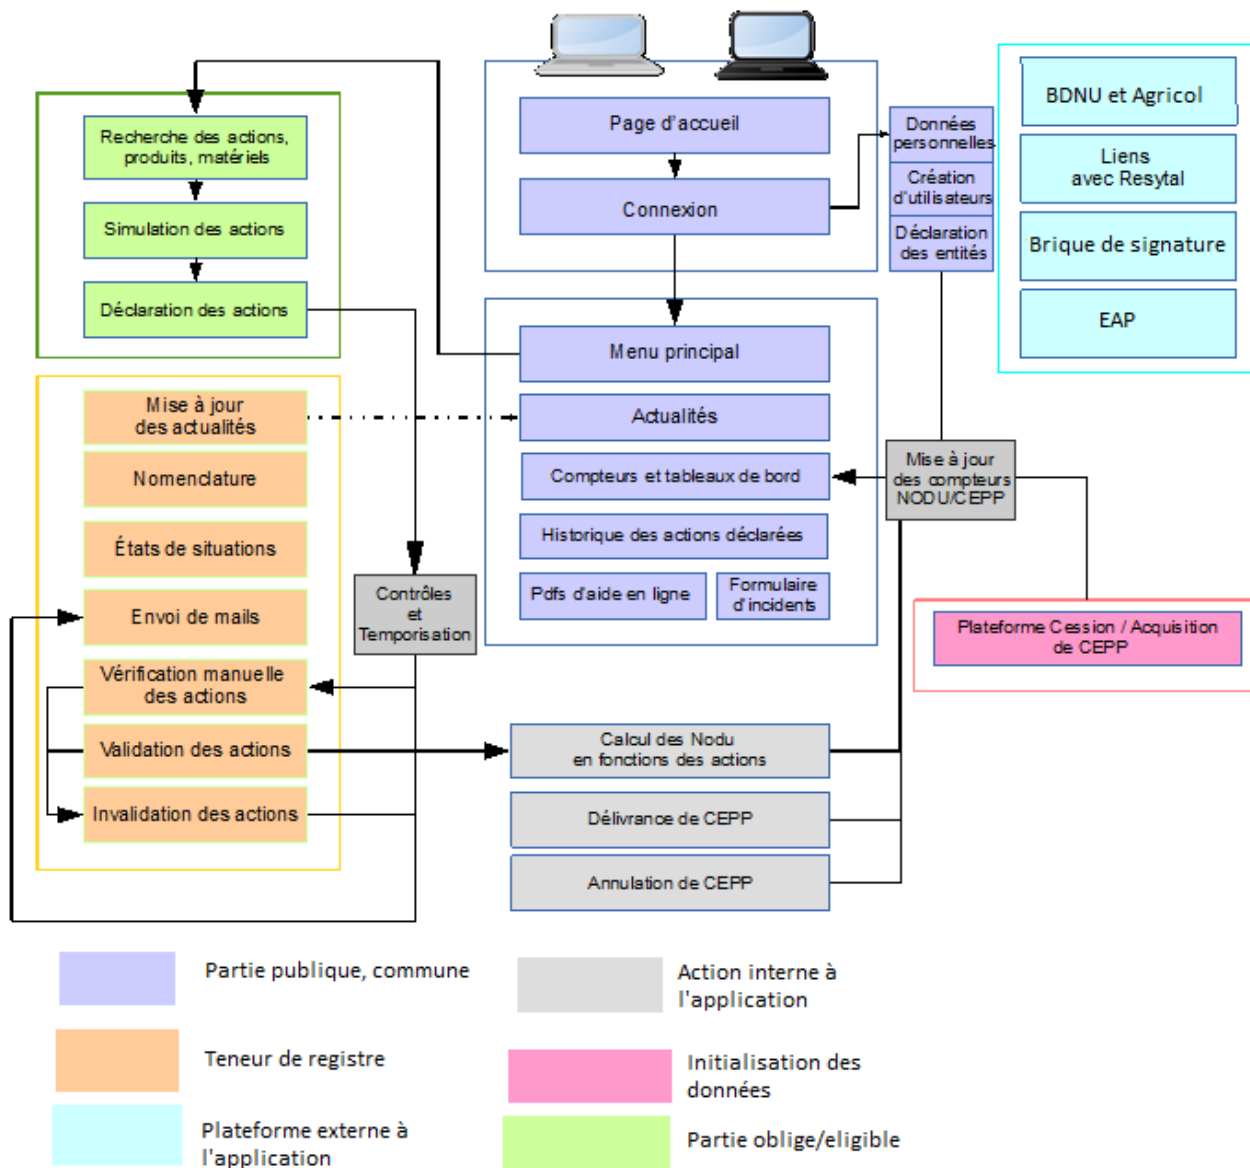 Recherche des actions,
produits, matériels
Simulation des actions
Déclaration des actions
Page d'accueil
Connexion
Données
personnelles
Création
d'utilisateurs
Déclaration
des entités
BDNU et Agricol
Liens
avec Resytal
Brique de signature
EAP
Menu principal
Actualités
Compteurs et tableaux de bord
Historique des actions déclarées
Pdfs d'aide en ligne
Formulaire
d'incidents
Mise à jour
des actualités
Nomenclature
États de situations
Envoi de mails
Vérification manuelle
des actions
Validation des actions
Invalidation des actions
Contrôles
et
Temporisation
Mise à jour
des compteurs
NODU/CEPP
Plateforme Cession / Acquisition
de CEPP
Calcul des Nodu
en fonctions des actions
Délivrance de CEPP
Annulation de CEPP
Partie publique, commune
Action interne à
l'application
Teneur de registre
Initialisation des
données
Plateforme externe à
l'application
Partie oblige/eligible